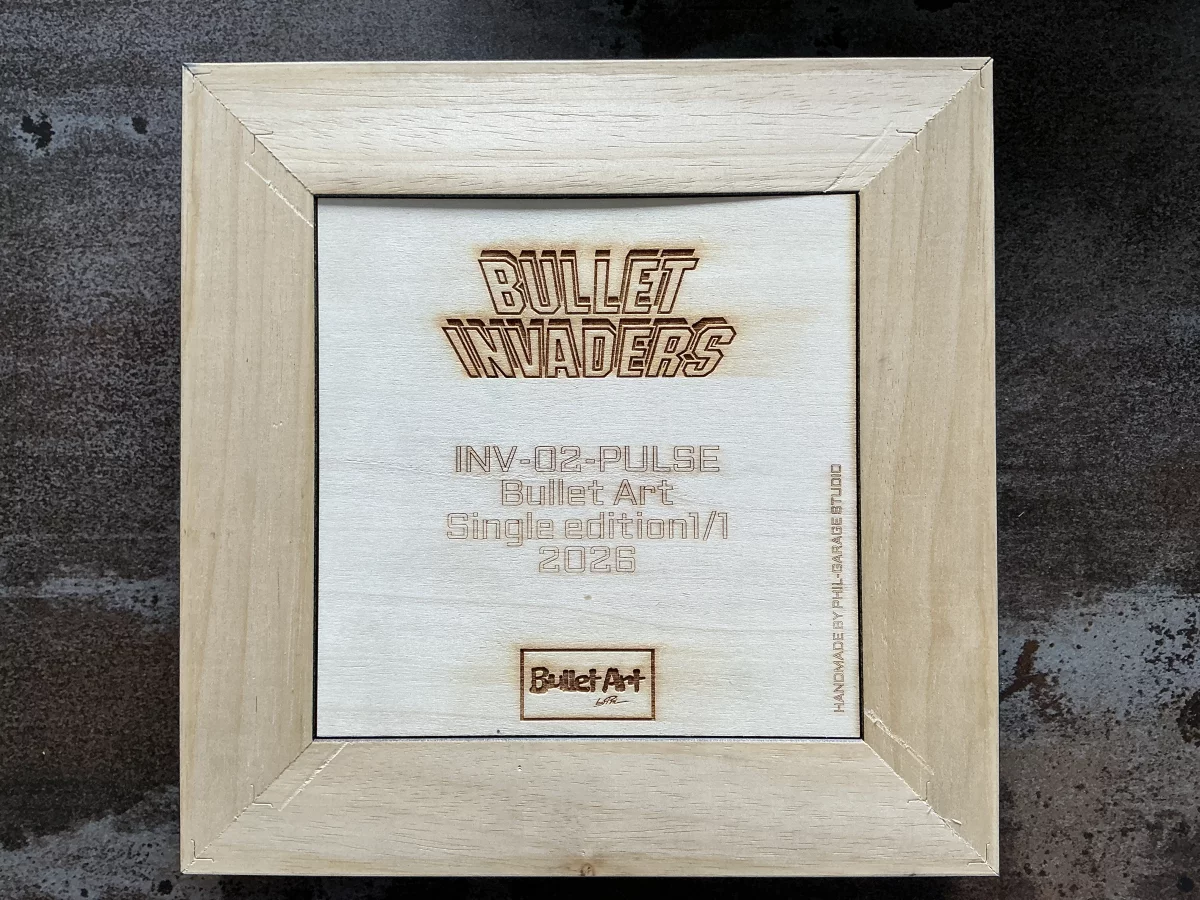 BULLET
INVADERS
INV-02-PULSE
Bullet Art
Single edition1/1
2026
Bullet Art
HANDMADE BY PHIL-GARAGE STUDIO